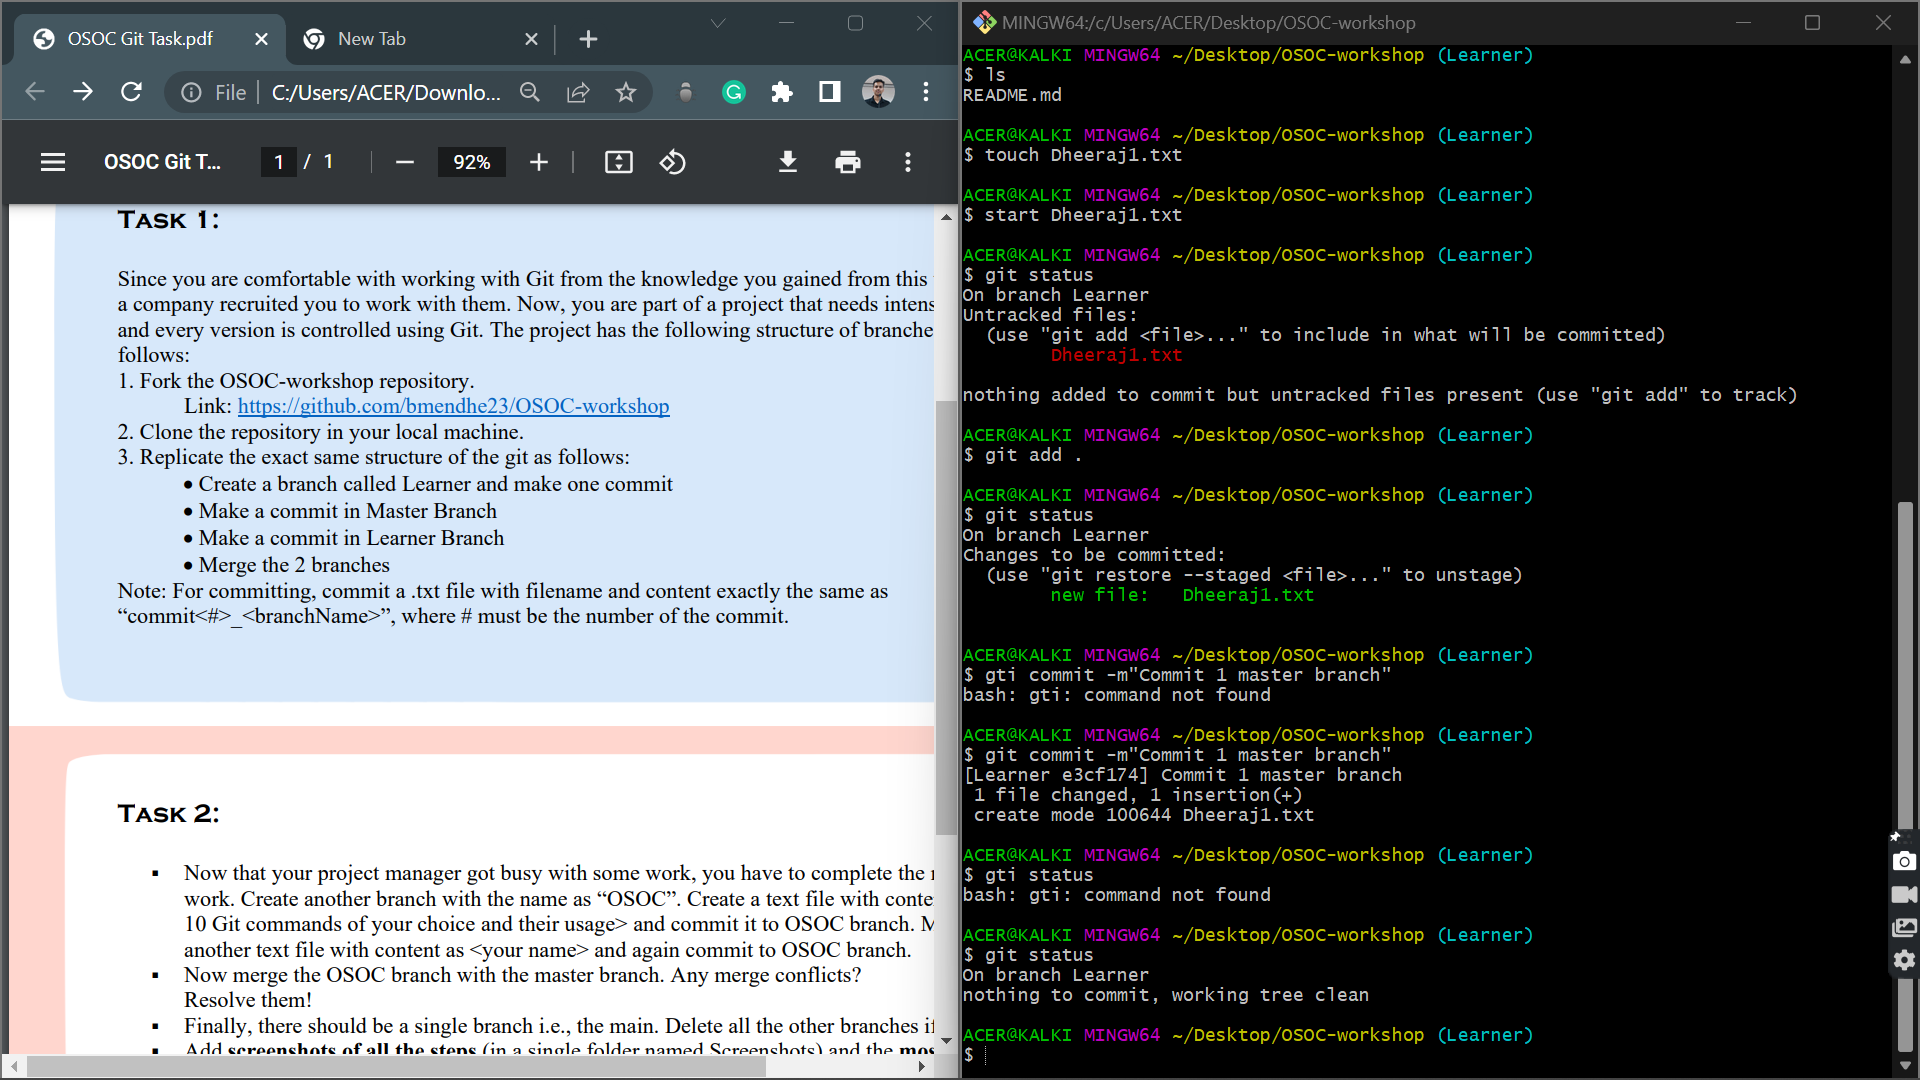 OSOC Git Task.pdf
New Tab
File
C:/Users/ACER/Downlo...
OSOC Git T...
1 / 1
92%
TASK 1:
Since you are comfortable with working with Git from the knowledge you gained from this
a company recruited you to work with them. Now, you are part of a project that needs intens
and every version is controlled using Git. The project has the following structure of branche
follows:
1. Fork the OSOC-workshop repository.
Link: https://github.com/bmendhe23/OSOC-workshop
2. Clone the repository in your local machine.
3. Replicate the exact same structure of the git as follows:
• Create a branch called Learner and make one commit
• Make a commit in Master Branch
• Make a commit in Learner Branch
• Merge the 2 branches
Note: For committing, commit a .txt file with filename and content exactly the same as
“commit<#>_<branchName>”, where # must be the number of the commit.
TASK 2:
▪ Now that your project manager got busy with some work, you have to complete the
work. Create another branch with the name as “OSOC”. Create a text file with conte
10 Git commands of your choice and their usage> and commit it to OSOC branch. M
another text file with content as <your name> and again commit to OSOC branch.
▪ Now merge the OSOC branch with the master branch. Any merge conflicts?
Resolve them!
▪ Finally, there should be a single branch i.e., the main. Delete all the other branches if
▪ Add screenshots of all the steps (in a single folder named Screenshots) and the mos
MINGW64:/c/Users/ACER/Desktop/OSOC-workshop
ACER@KALKI MINGW64 ~/Desktop/OSOC-workshop (Learner)
$ ls
README.md
ACER@KALKI MINGW64 ~/Desktop/OSOC-workshop (Learner)
$ touch Dheeraj1.txt
ACER@KALKI MINGW64 ~/Desktop/OSOC-workshop (Learner)
$ start Dheeraj1.txt
ACER@KALKI MINGW64 ~/Desktop/OSOC-workshop (Learner)
$ git status
On branch Learner
Untracked files:
(use "git add <file>..." to include in what will be committed)
Dheeraj1.txt
nothing added to commit but untracked files present (use "git add" to track)
ACER@KALKI MINGW64 ~/Desktop/OSOC-workshop (Learner)
$ git add .
ACER@KALKI MINGW64 ~/Desktop/OSOC-workshop (Learner)
$ git status
On branch Learner
Changes to be committed:
(use "git restore --staged <file>..." to unstage)
new file: Dheeraj1.txt
ACER@KALKI MINGW64 ~/Desktop/OSOC-workshop (Learner)
$ gti commit -m"Commit 1 master branch"
bash: gti: command not found
ACER@KALKI MINGW64 ~/Desktop/OSOC-workshop (Learner)
$ git commit -m"Commit 1 master branch"
[Learner e3cf174] Commit 1 master branch
1 file changed, 1 insertion(+)
create mode 100644 Dheeraj1.txt
ACER@KALKI MINGW64 ~/Desktop/OSOC-workshop (Learner)
$ gti status
bash: gti: command not found
ACER@KALKI MINGW64 ~/Desktop/OSOC-workshop (Learner)
$ git status
On branch Learner
nothing to commit, working tree clean
ACER@KALKI MINGW64 ~/Desktop/OSOC-workshop (Learner)
$